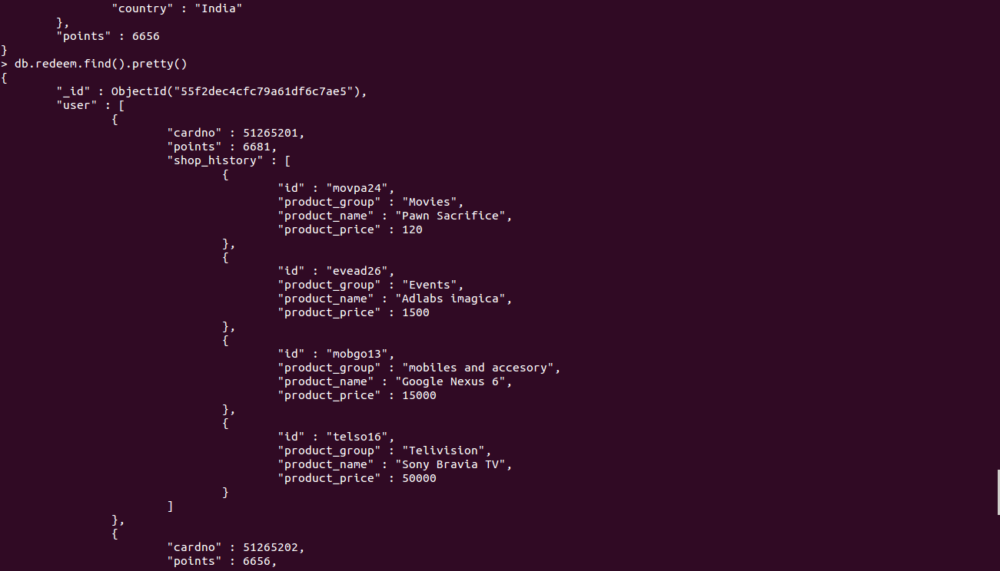 "country" : "India"
},
"points" : 6656
}
> db.redeem.find().pretty()
{
"_id" : ObjectId("55f2dec4cfc79a61df6c7ae5"),
"user" : [
{
"cardno" : 51265201,
"points" : 6681,
"shop_history" : [
{
"id" : "movpa24",
"product_group" : "Movies",
"product_name" : "Pawn Sacrifice",
"product_price" : 120
},
{
"id" : "evead26",
"product_group" : "Events",
"product_name" : "Adlabs imagica",
"product_price" : 1500
},
{
"id" : "mobgo13",
"product_group" : "mobiles and accesory",
"product_name" : "Google Nexus 6",
"product_price" : 15000
},
{
"id" : "telso16",
"product_group" : "Telivision",
"product_name" : "Sony Bravia TV",
"product_price" : 50000
}
]
},
{
"cardno" : 51265202,
"points" : 6656,